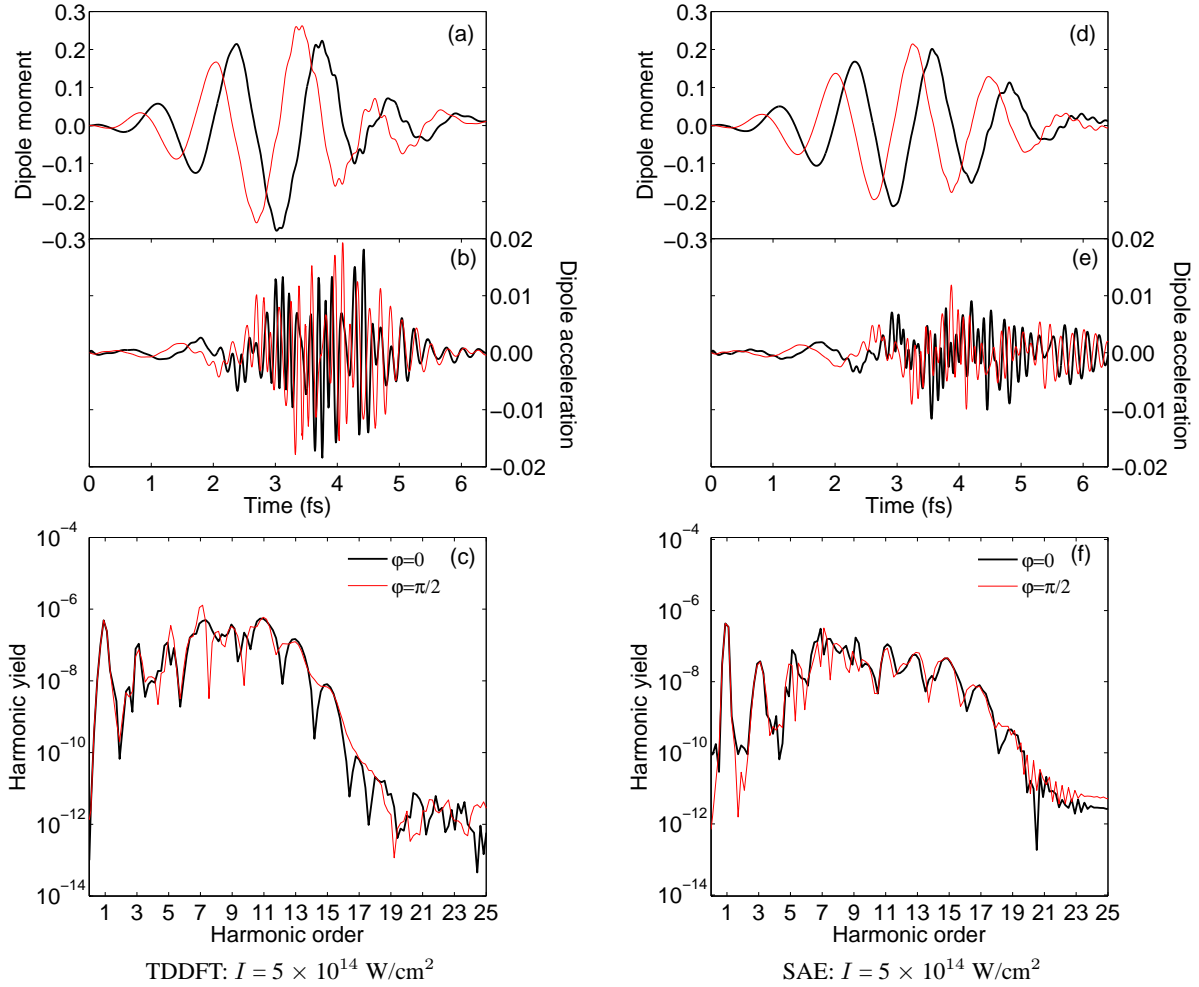 0.3
0.2
0.1
0.0
−0.1
−0.2
−0.3
Dipole moment
(a)
0.02
0.01
0.00
−0.01
−0.02
Dipole acceleration
(b)
0 1 2 3 4 5 6
Time (fs)
10−4
10−6
10−8
10−10
10−12
10−14
Harmonic yield
(c)
φ=0
φ=π/2
1 3 5 7 9 11 13 15 17 19 21 23 25
Harmonic order
TDDFT: I = 5 × 10^14 W/cm^2
0.3
0.2
0.1
0.0
−0.1
−0.2
−0.3
Dipole moment
(d)
0.02
0.01
0.00
−0.01
−0.02
Dipole acceleration
(e)
0 1 2 3 4 5 6
Time (fs)
10−4
10−6
10−8
10−10
10−12
10−14
Harmonic yield
(f)
φ=0
φ=π/2
1 3 5 7 9 11 13 15 17 19 21 23 25
Harmonic order
SAE: I = 5 × 10^14 W/cm^2